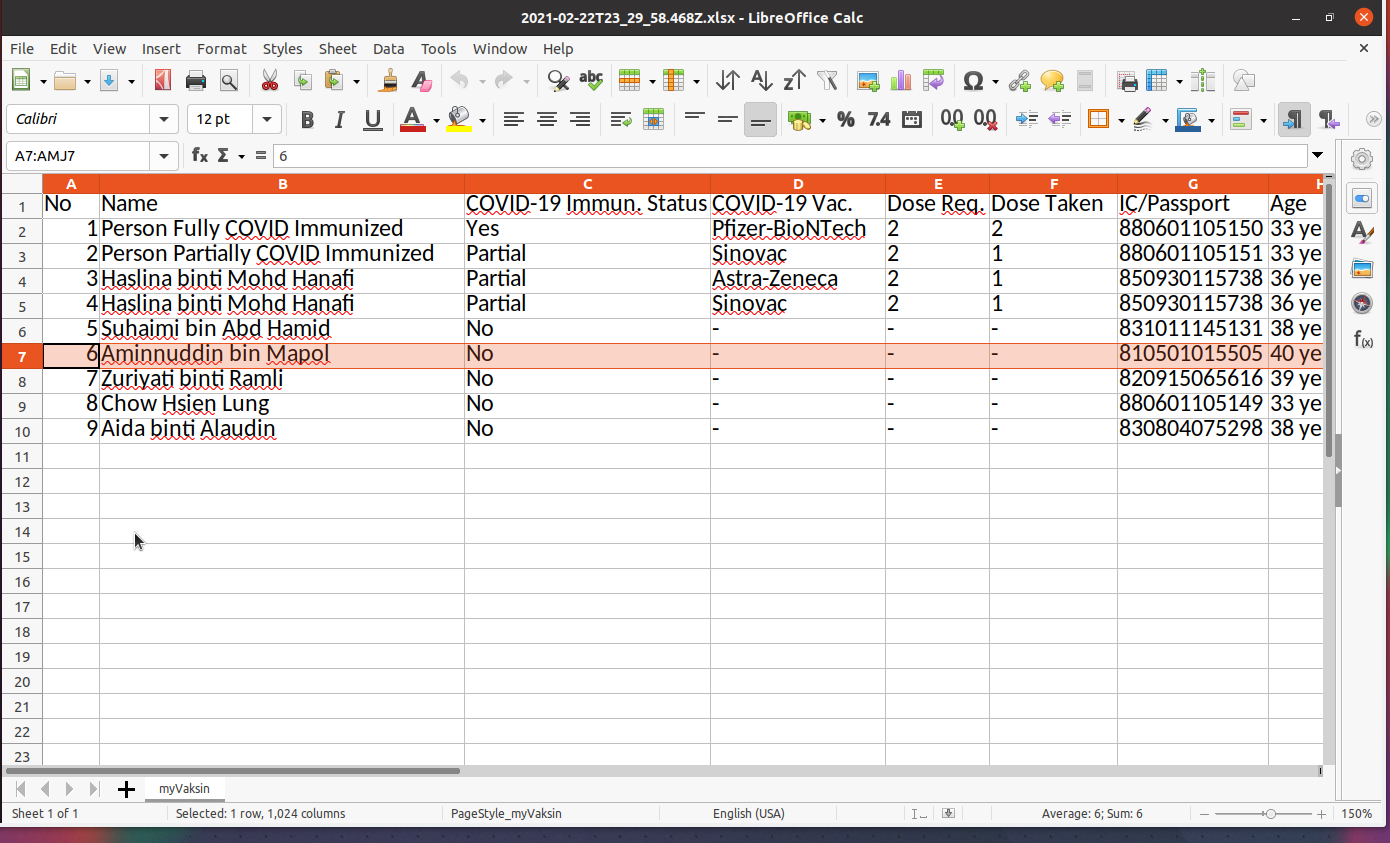 2021-02-22T23_29_58.468Z.xlsx - LibreOffice Calc
File Edit View Insert Format Styles Sheet Data Tools Window Help
Calibri 12 pt
A7:AMJ7 6
A B C D E F G H
1 No Name COVID-19 Immun. Status COVID-19 Vac. Dose Req. Dose Taken IC/Passport Age
2 1 Person Fully COVID Immunized Yes Pfizer-BioNTech 2 2 880601105150 33 ye
3 2 Person Partially COVID Immunized Partial Sinovac 2 1 880601105151 33 ye
4 3 Haslina binti Mohd Hanafi Partial Astra-Zeneca 2 1 850930115738 36 ye
5 4 Haslina binti Mohd Hanafi Partial Sinovac 2 1 850930115738 36 ye
6 5 Suhaimi bin Abd Hamid No - - - 831011145131 38 ye
7 6 Aminnuddin bin Mapol No - - - 810501015505 40 ye
8 7 Zuriyati binti Ramli No - - - 820915065616 39 ye
9 8 Chow Hsien Lung No - - - 880601105149 33 ye
10 9 Aida binti Alaudin No - - - 830804075298 38 ye
11
12
13
14
15
16
17
18
19
20
21
22
23
myVaksin
Sheet 1 of 1 Selected: 1 row, 1,024 columns PageStyle_myVaksin English (USA) Average: 6; Sum: 6 150%